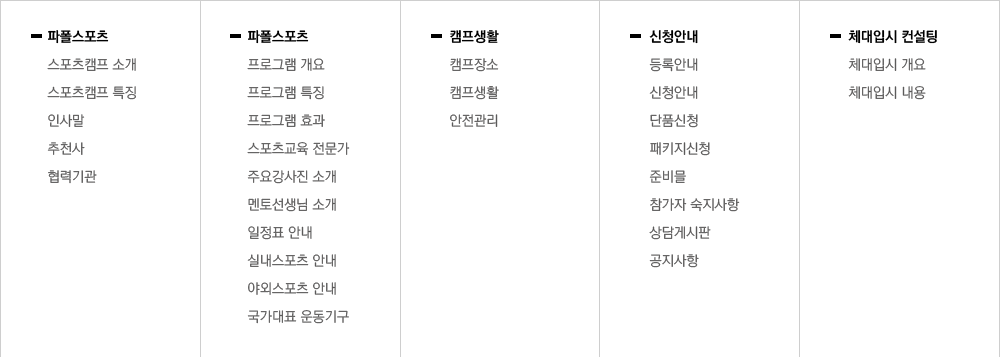 파폴스포츠
스포츠캠프 소개
스포츠캠프 특징
인사말
추천사
협력기관
파폴스포츠
프로그램 개요
프로그램 특징
프로그램 효과
스포츠교육 전문가
주요강사진 소개
멘토선생님 소개
일정표 안내
실내스포츠 안내
야외스포츠 안내
국가대표 운동기구
캠프생활
캠프장소
캠프생활
안전관리
신청안내
등록안내
신청안내
단품신청
패키지신청
준비물
참가자 숙지사항
상담게시판
공지사항
체대입시 컨설팅
체대입시 개요
체대입시 내용